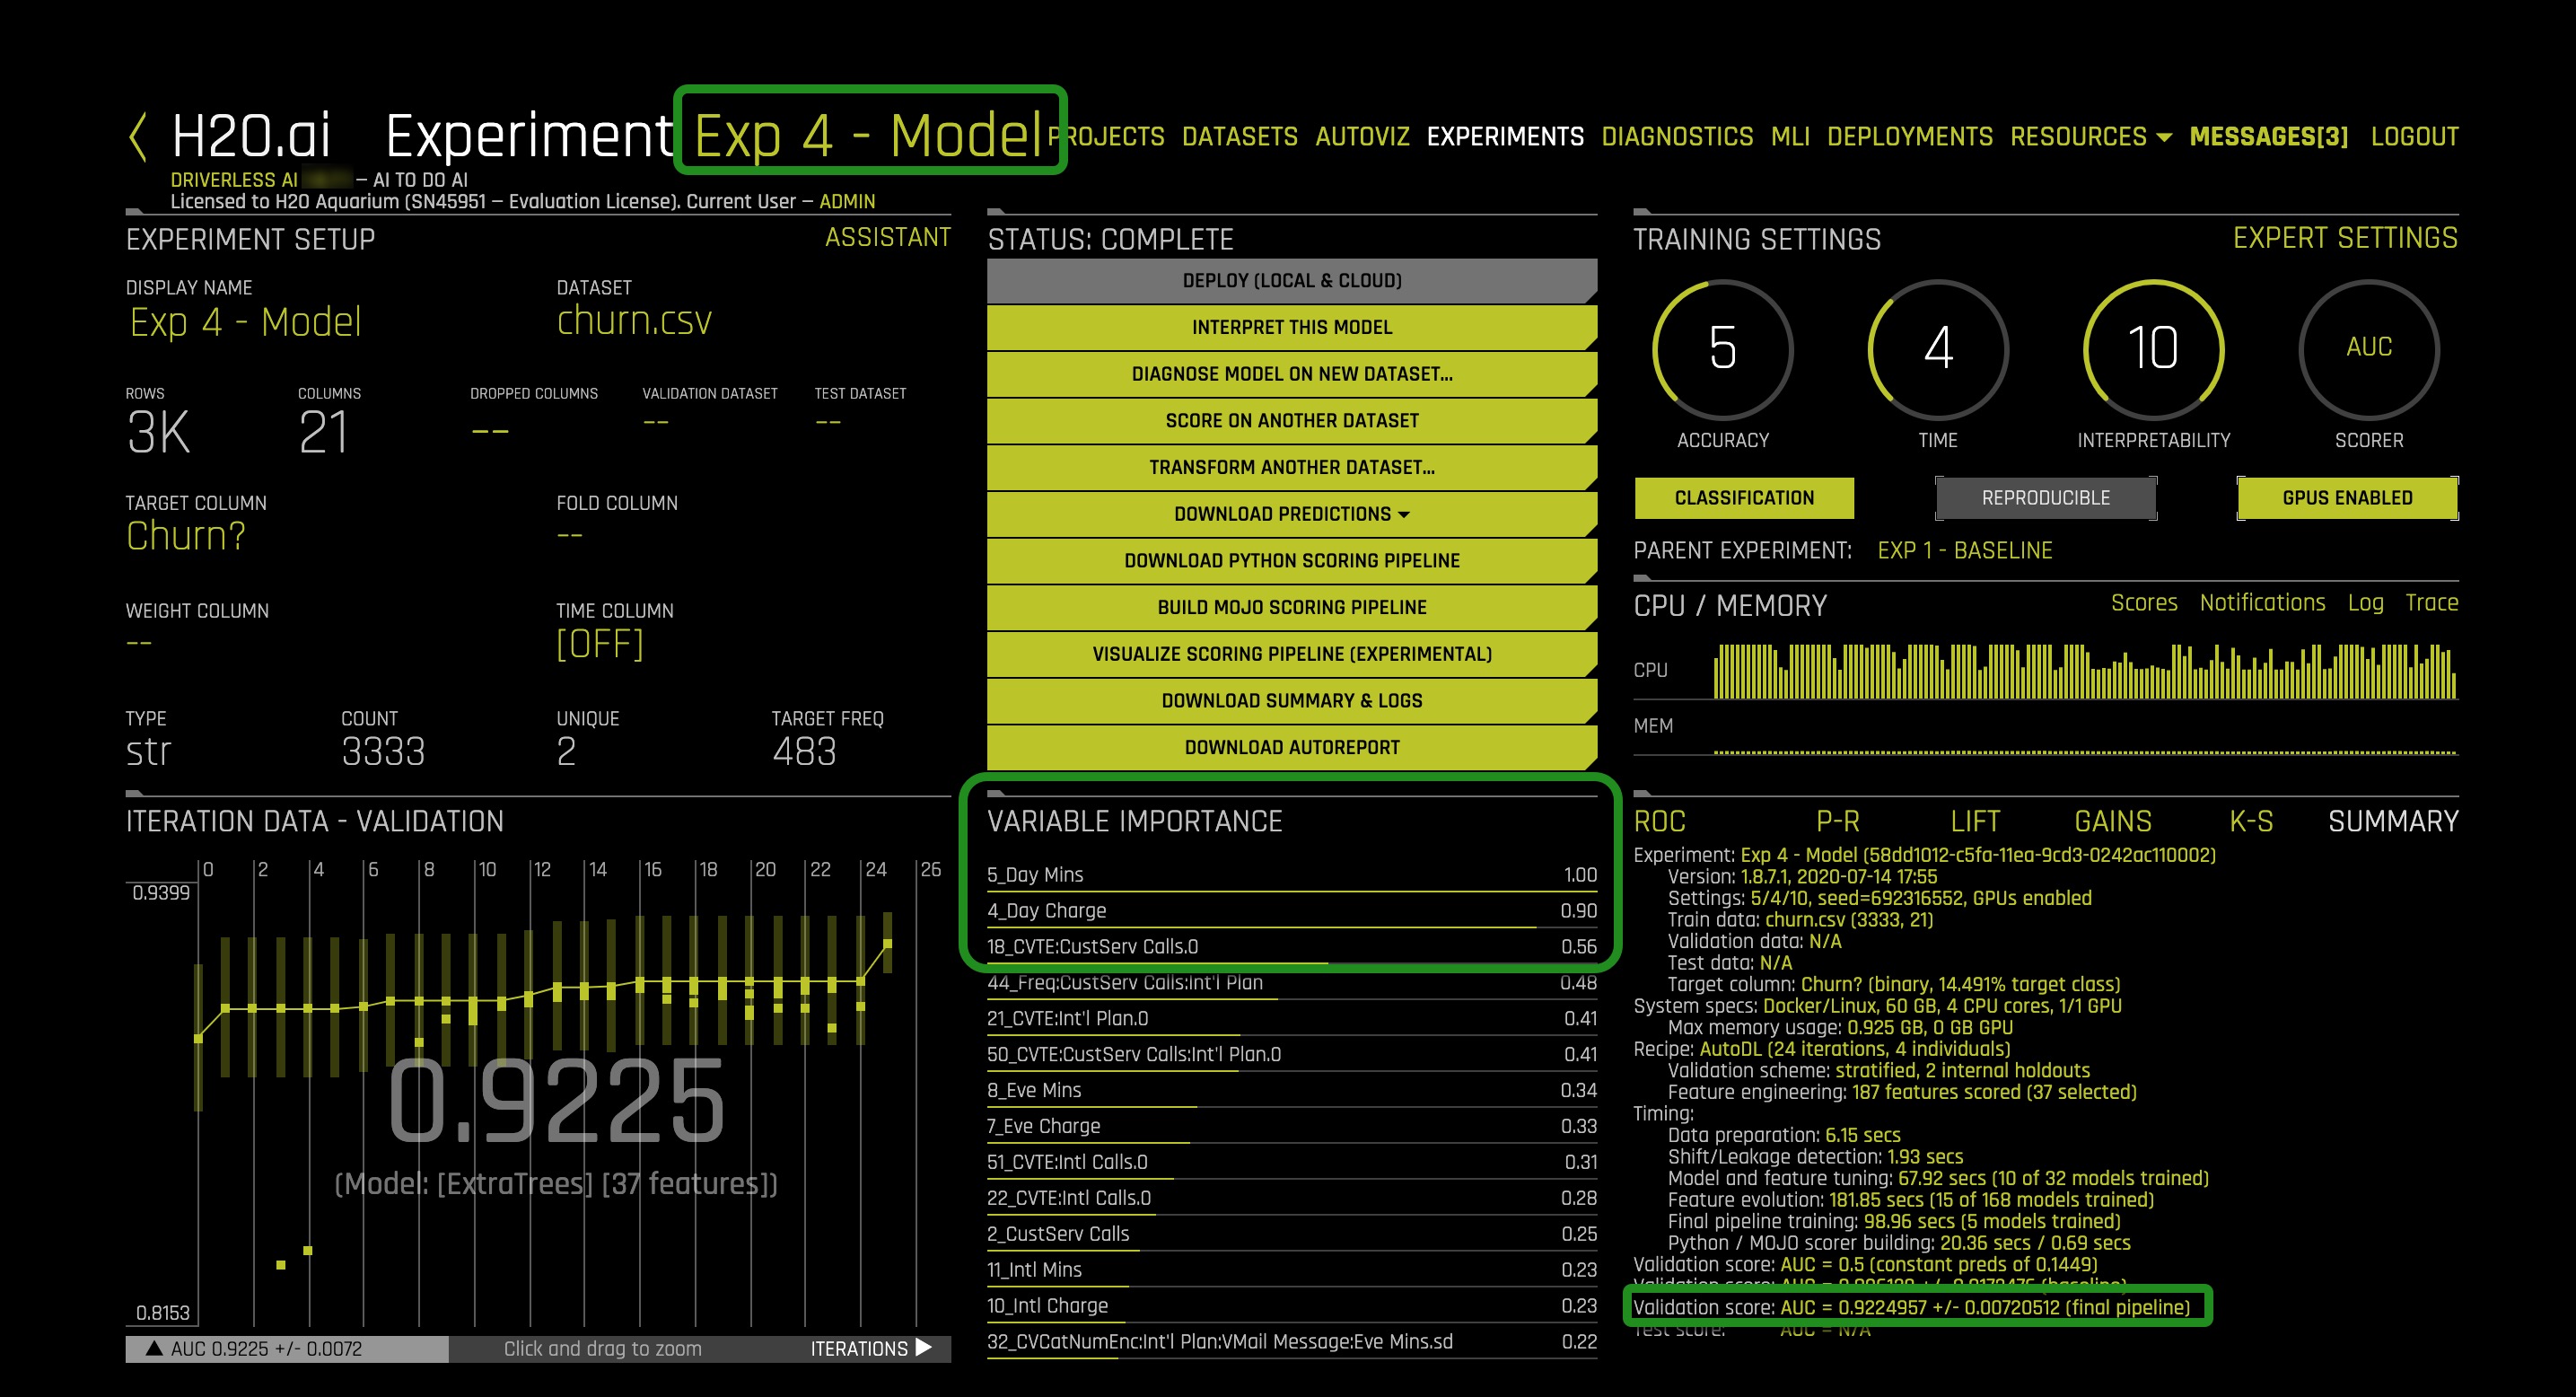 H2O.ai Experiment Exp 4 - Model
PROJECTS DATASETS AUTOVIZ EXPERIMENTS DIAGNOSTICS MLI DEPLOYMENTS RESOURCES MESSAGES[3] LOGOUT
DRIVERLESS AI — AI TO DO AI
Licensed to H2O Aquarium (SN45951 — Evaluation License). Current User — ADMIN
EXPERIMENT SETUP ASSISTANT
DISPLAY NAME DATASET
Exp 4 - Model churn.csv
ROWS COLUMNS DROPPED COLUMNS VALIDATION DATASET TEST DATASET
3K 21 -- -- --
TARGET COLUMN FOLD COLUMN
Churn? --
WEIGHT COLUMN TIME COLUMN
-- [OFF]
TYPE COUNT UNIQUE TARGET FREQ
str 3333 2 483
STATUS: COMPLETE
DEPLOY (LOCAL & CLOUD)
INTERPRET THIS MODEL
DIAGNOSE MODEL ON NEW DATASET...
SCORE ON ANOTHER DATASET
TRANSFORM ANOTHER DATASET...
DOWNLOAD PREDICTIONS
DOWNLOAD PYTHON SCORING PIPELINE
BUILD MOJO SCORING PIPELINE
VISUALIZE SCORING PIPELINE (EXPERIMENTAL)
DOWNLOAD SUMMARY & LOGS
DOWNLOAD AUTOREPORT
TRAINING SETTINGS EXPERT SETTINGS
5 4 10 AUC
ACCURACY TIME INTERPRETABILITY SCORER
CLASSIFICATION REPRODUCIBLE GPUS ENABLED
PARENT EXPERIMENT: EXP 1 - BASELINE
CPU / MEMORY Scores Notifications Log Trace
CPU
MEM
ITERATION DATA - VALIDATION
0 2 4 6 8 10 12 14 16 18 20 22 24 26
0.9399
0.9225
(Model: [ExtraTrees] [37 features])
0.8153
AUC 0.9225 +/- 0.0072 Click and drag to zoom ITERATIONS
VARIABLE IMPORTANCE
5_Day Mins 1.00
4_Day Charge 0.90
18_CVTE:CustServ Calls.0 0.56
44_Freq:CustServ Calls:Int'l Plan 0.48
21_CVTE:Int'l Plan.0 0.41
50_CVTE:CustServ Calls:Int'l Plan.0 0.41
8_Eve Mins 0.34
7_Eve Charge 0.33
51_CVTE:Intl Calls.0 0.31
22_CVTE:Intl Calls.0 0.28
2_CustServ Calls 0.25
11_Intl Mins 0.23
10_Intl Charge 0.23
32_CVCatNumEnc:Int'l Plan:VMail Message:Eve Mins.sd 0.22
ROC P-R LIFT GAINS K-S SUMMARY
Experiment: Exp 4 - Model (58dd1012-c5fa-11ea-9cd3-0242ac110002)
Version: 1.8.7.1, 2020-07-14 17:55
Settings: 5/4/10, seed=692316552, GPUs enabled
Train data: churn.csv (3333, 21)
Validation data: N/A
Test data: N/A
Target column: Churn? (binary, 14.491% target class)
System specs: Docker/Linux, 60 GB, 4 CPU cores, 1/1 GPU
Max memory usage: 0.925 GB, 0 GB GPU
Recipe: AutoDL (24 iterations, 4 individuals)
Validation scheme: stratified, 2 internal holdouts
Feature engineering: 187 features scored (37 selected)
Timing:
Data preparation: 6.15 secs
Shift/Leakage detection: 1.93 secs
Model and feature tuning: 67.92 secs (10 of 32 models trained)
Feature evolution: 181.85 secs (15 of 168 models trained)
Final pipeline training: 98.96 secs (5 models trained)
Python / MOJO scorer building: 20.36 secs / 0.69 secs
Validation score: AUC = 0.5 (constant preds of 0.1449)
Validation score: AUC = (baseline)
Validation score: AUC = 0.9224957 +/- 0.00720512 (final pipeline)
Test score: AUC = N/A